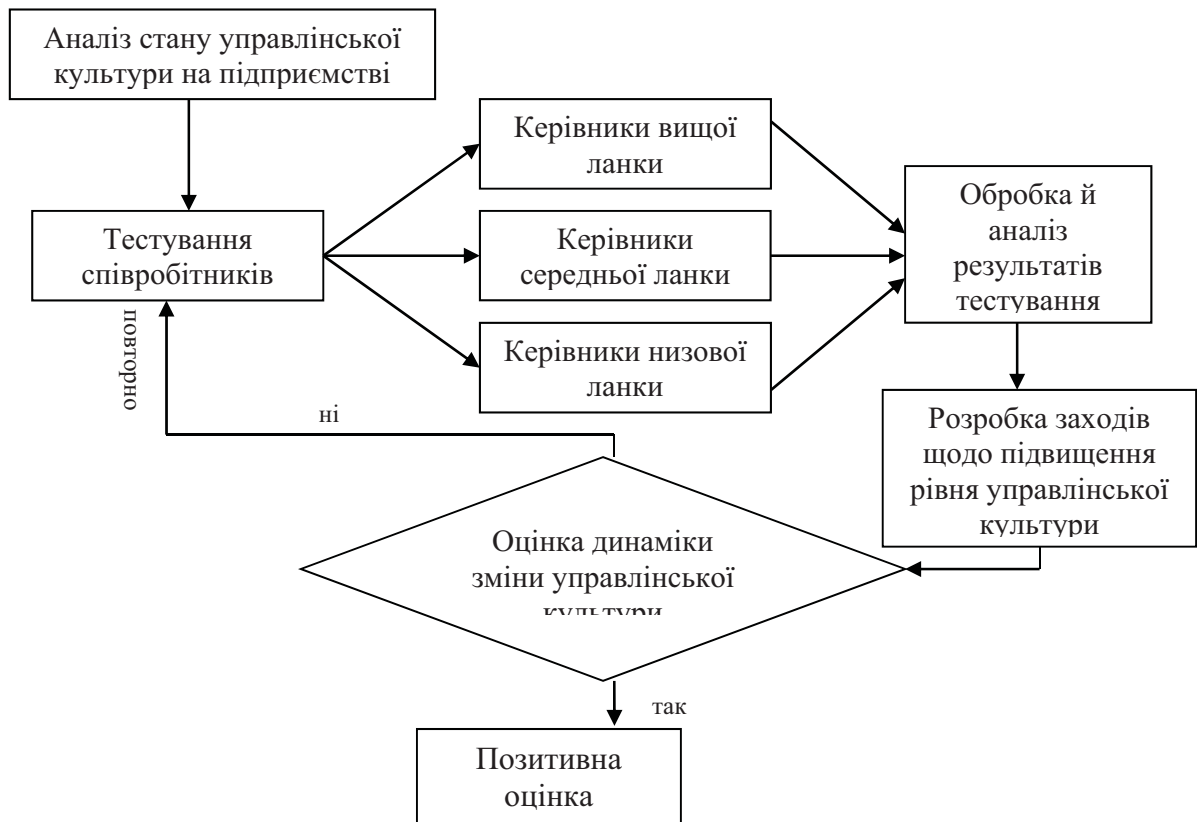 Аналіз стану управлінської
культури на підприємстві
Керівники вищої
ланки
Тестування
співробітників
Керівники
середньої ланки
Керівники низової
ланки
Обробка й
аналіз
результатів
тестування
повторно
ні
Розробка заходів
щодо підвищення
рівня управлінської
культури
Оцінка динаміки
зміни управлінської
культури
так
Позитивна
оцінка